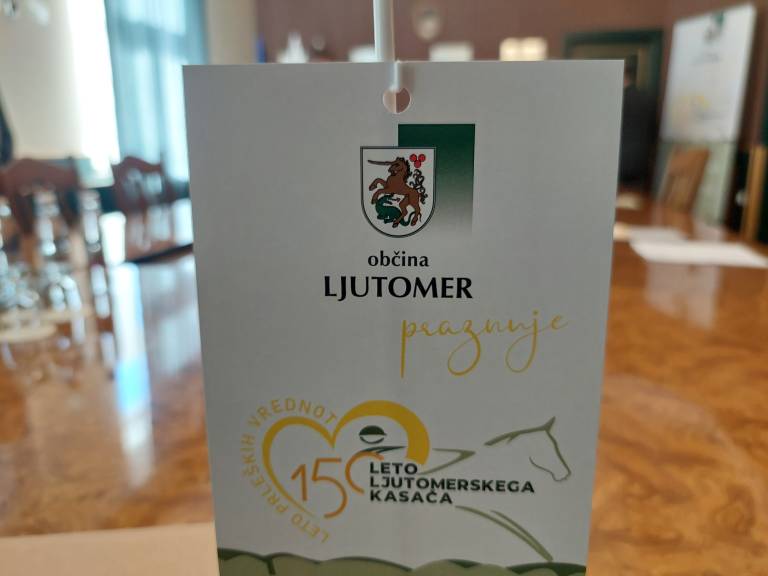 občina
LJUTOMER
praznuje
LETO PRLEŠKIH VREDNOT
150
LETO
LJUTOMERSKEGA
KASAČA